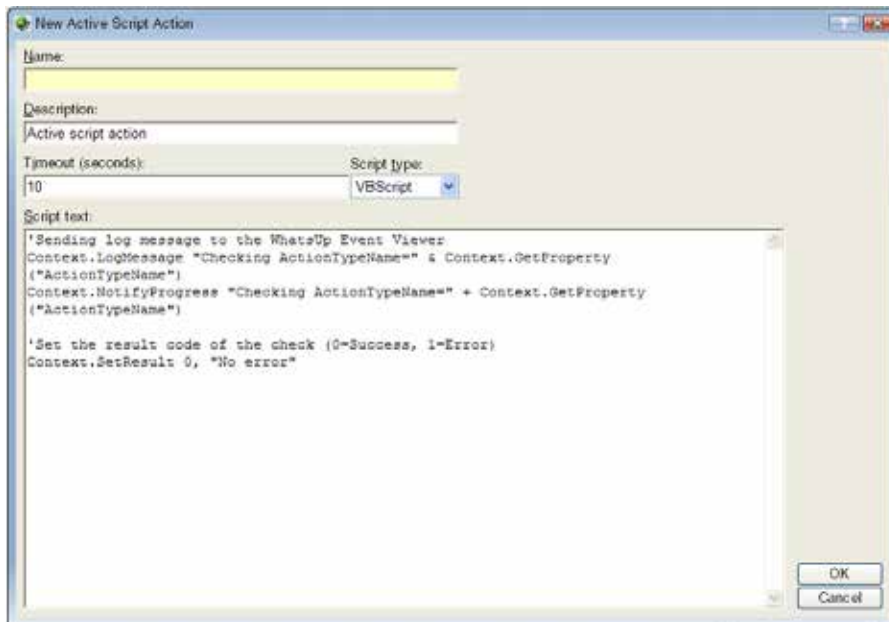 New Active Script Action
Name:
Description:
Active script action
Timeout (seconds):
Script type:
10
VBScript
Script text:
'Sending log message to the WhatsUp Event Viewer
Context.LogMessage "Checking ActionTypeName=" & Context.GetProperty
("ActionTypeName")
Context.NotifyProgress "Checking ActionTypeName=" + Context.GetProperty
("ActionTypeName")
'Set the result code of the check (0=Success, 1=Error)
Context.SetResult 0, "No error"
OK
Cancel